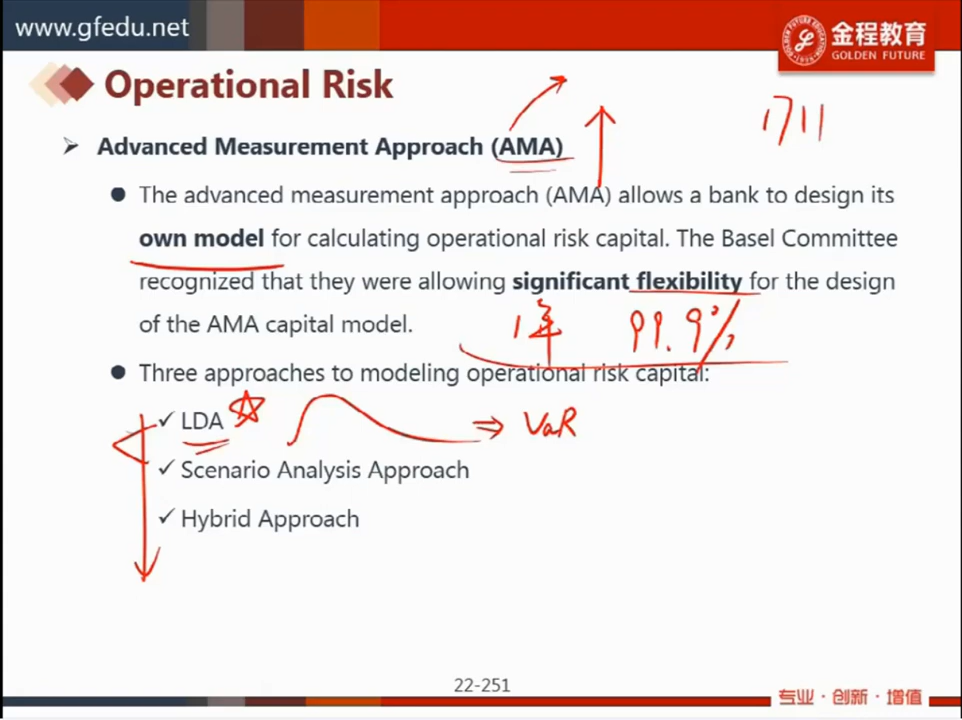 www.gfedu.net
金程教育
GOLDEN FUTURE
Operational Risk
Advanced Measurement Approach (AMA)
The advanced measurement approach (AMA) allows a bank to design its
own model for calculating operational risk capital. The Basel Committee
recognized that they were allowing significant flexibility for the design
of the AMA capital model.
1年 99.9%
Three approaches to modeling operational risk capital:
✓ LDA ⇒ VaR
✓ Scenario Analysis Approach
✓ Hybrid Approach
22-251
专业·创新·增值